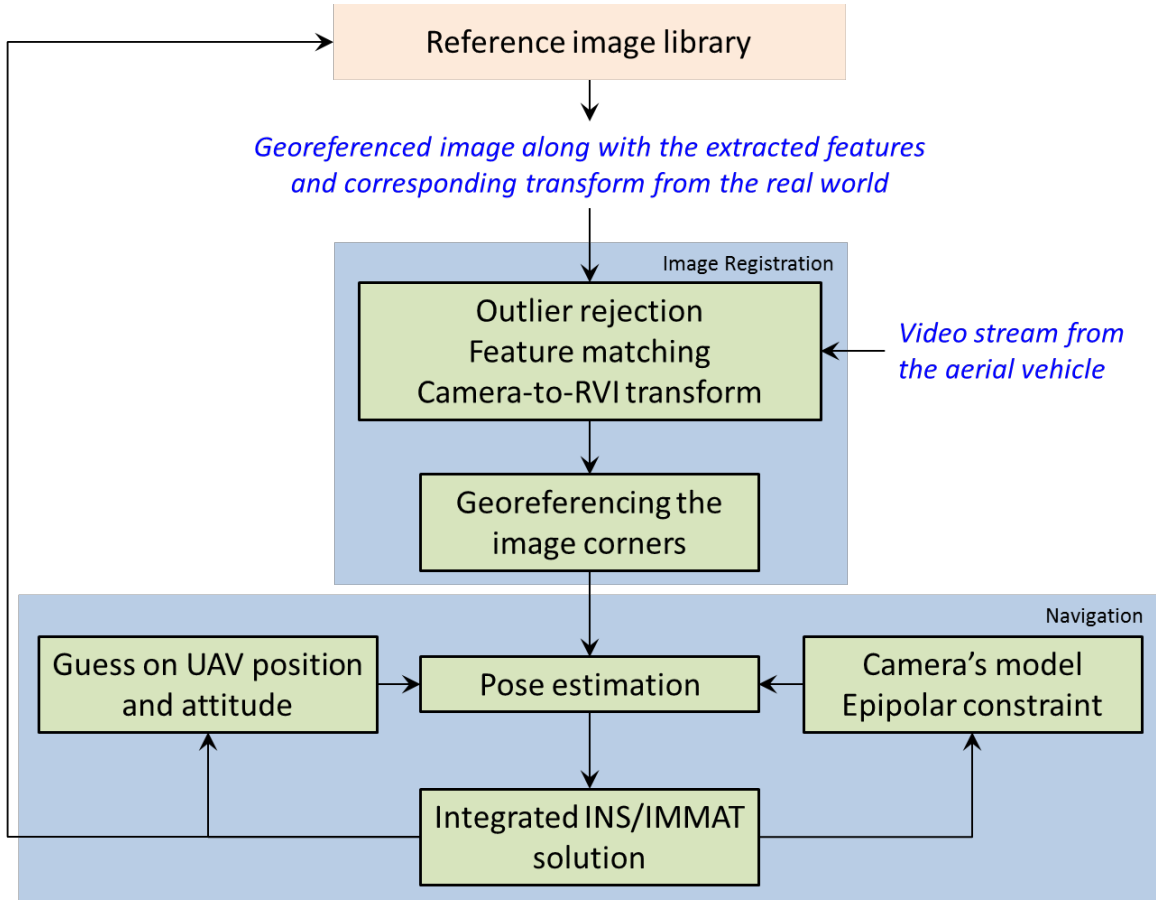 Reference image library
Georeferenced image along with the extracted features
and corresponding transform from the real world
Image Registration
Outlier rejection
Feature matching
Camera-to-RVI transform
Video stream from
the aerial vehicle
Georeferencing the
image corners
Navigation
Guess on UAV position
and attitude
Pose estimation
Camera’s model
Epipolar constraint
Integrated INS/IMMAT
solution